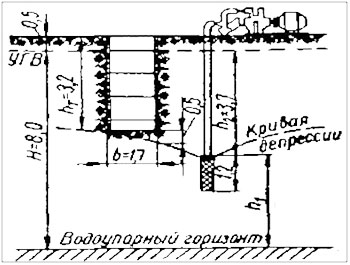 0,5
УГВ
hт=3,2
H=8,0
0,5
h₁=3,7
Кривая
депрессии
1,2
b=1,7
h₁
Водоупорный горизонт